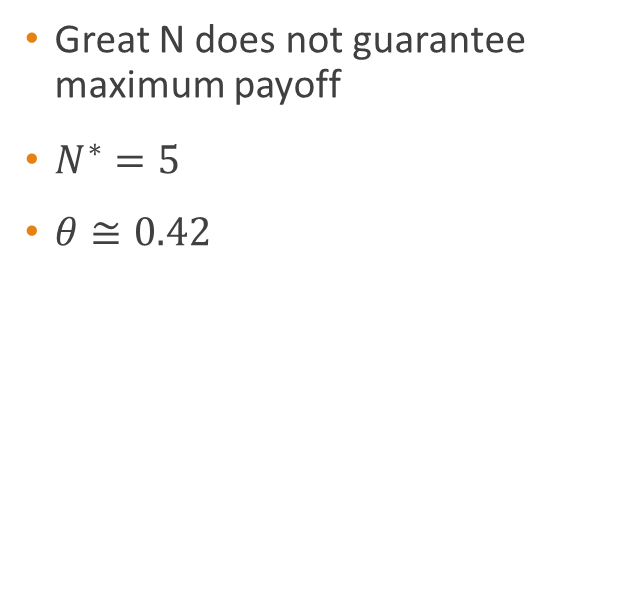 • Great N does not guarantee
maximum payoff
• N* = 5
• θ ≅ 0.42